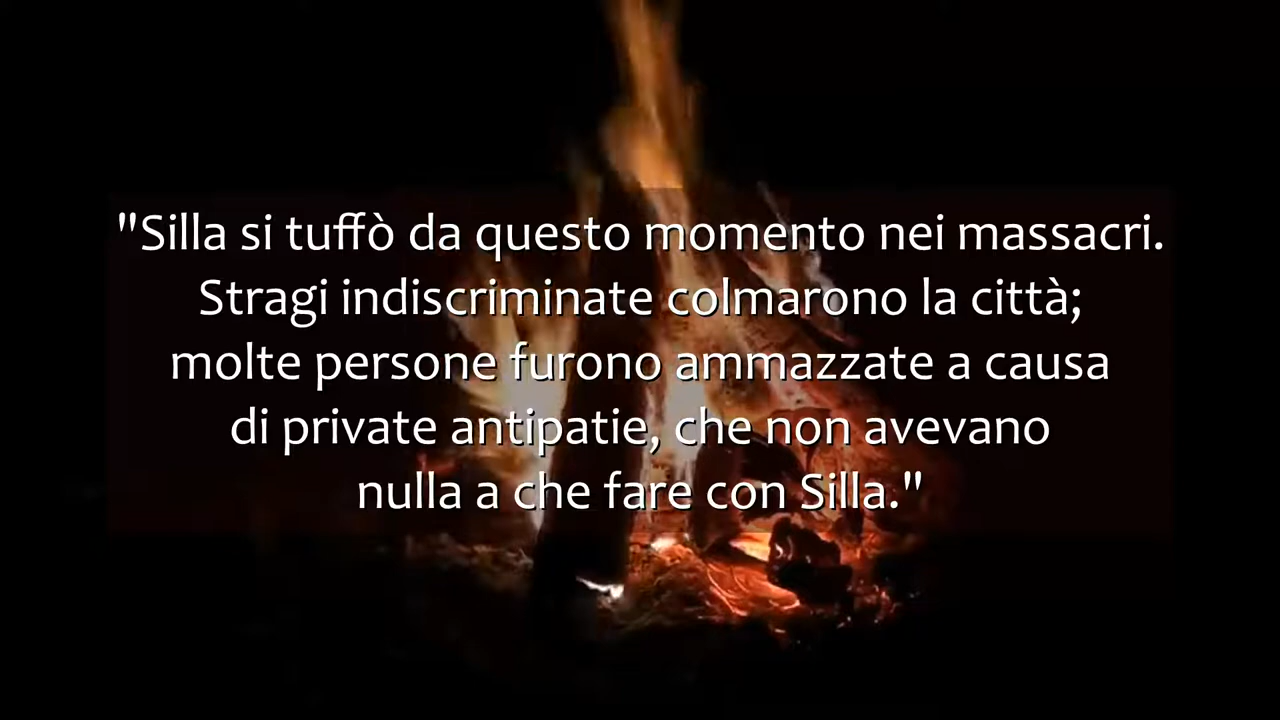 "Silla si tuffò da questo momento nei massacri.
Stragi indiscriminate colmarono la città;
molte persone furono ammazzate a causa
di private antipatie, che non avevano
nulla a che fare con Silla."